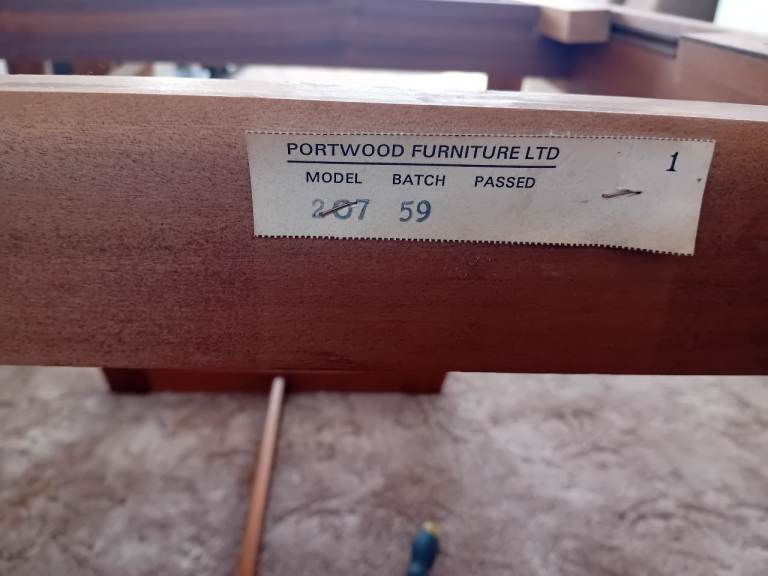 PORTWOOD FURNITURE LTD 1
MODEL BATCH PASSED
207 59